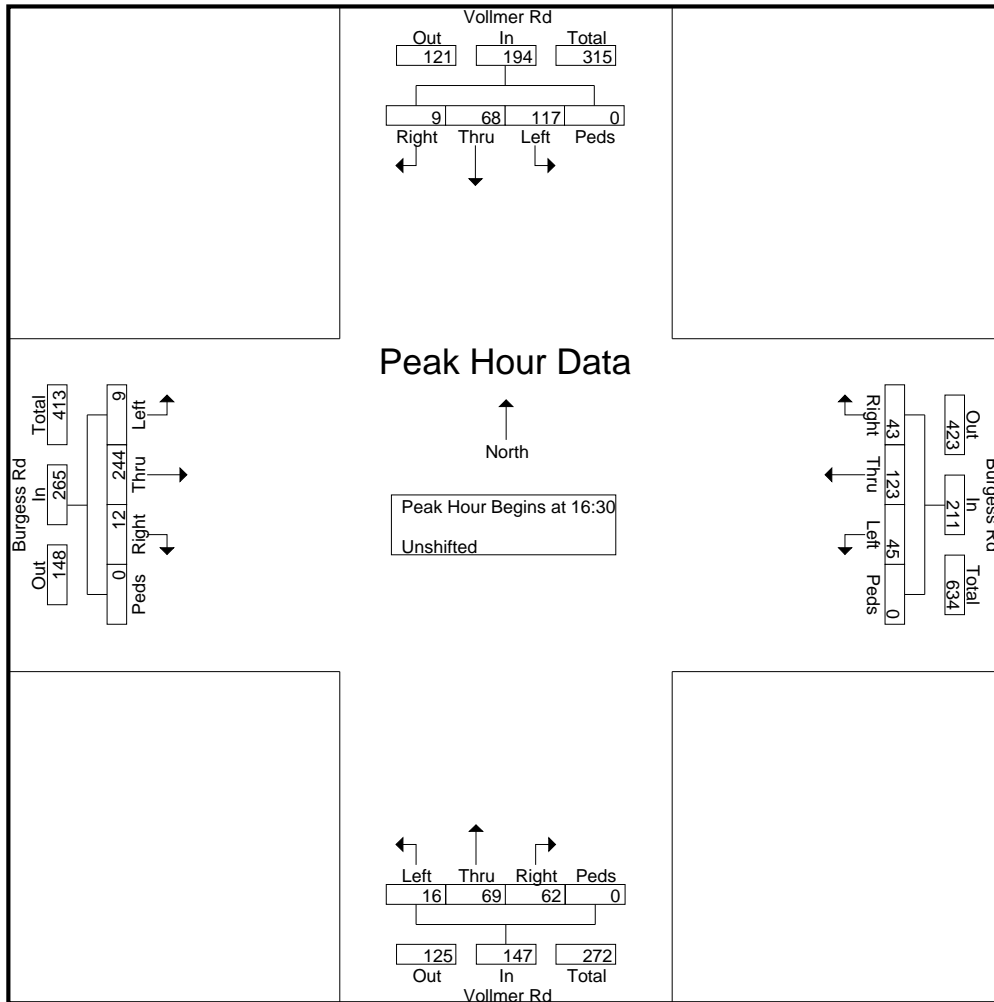 Vollmer Rd
Out In Total
121 194 315
9 68 117 0
Right Thru Left Peds
Peak Hour Data
North
Peak Hour Begins at 16:30
Unshifted
Burgess Rd
Total In Out
413 265 148
9 244 12 0
Left Thru Right Peds
Right Thru Left Peds
43 123 45 0
Out In Total
423 211 634
Burgess Rd
Left Thru Right Peds
16 69 62 0
125 147 272
Out In Total
Vollmer Rd